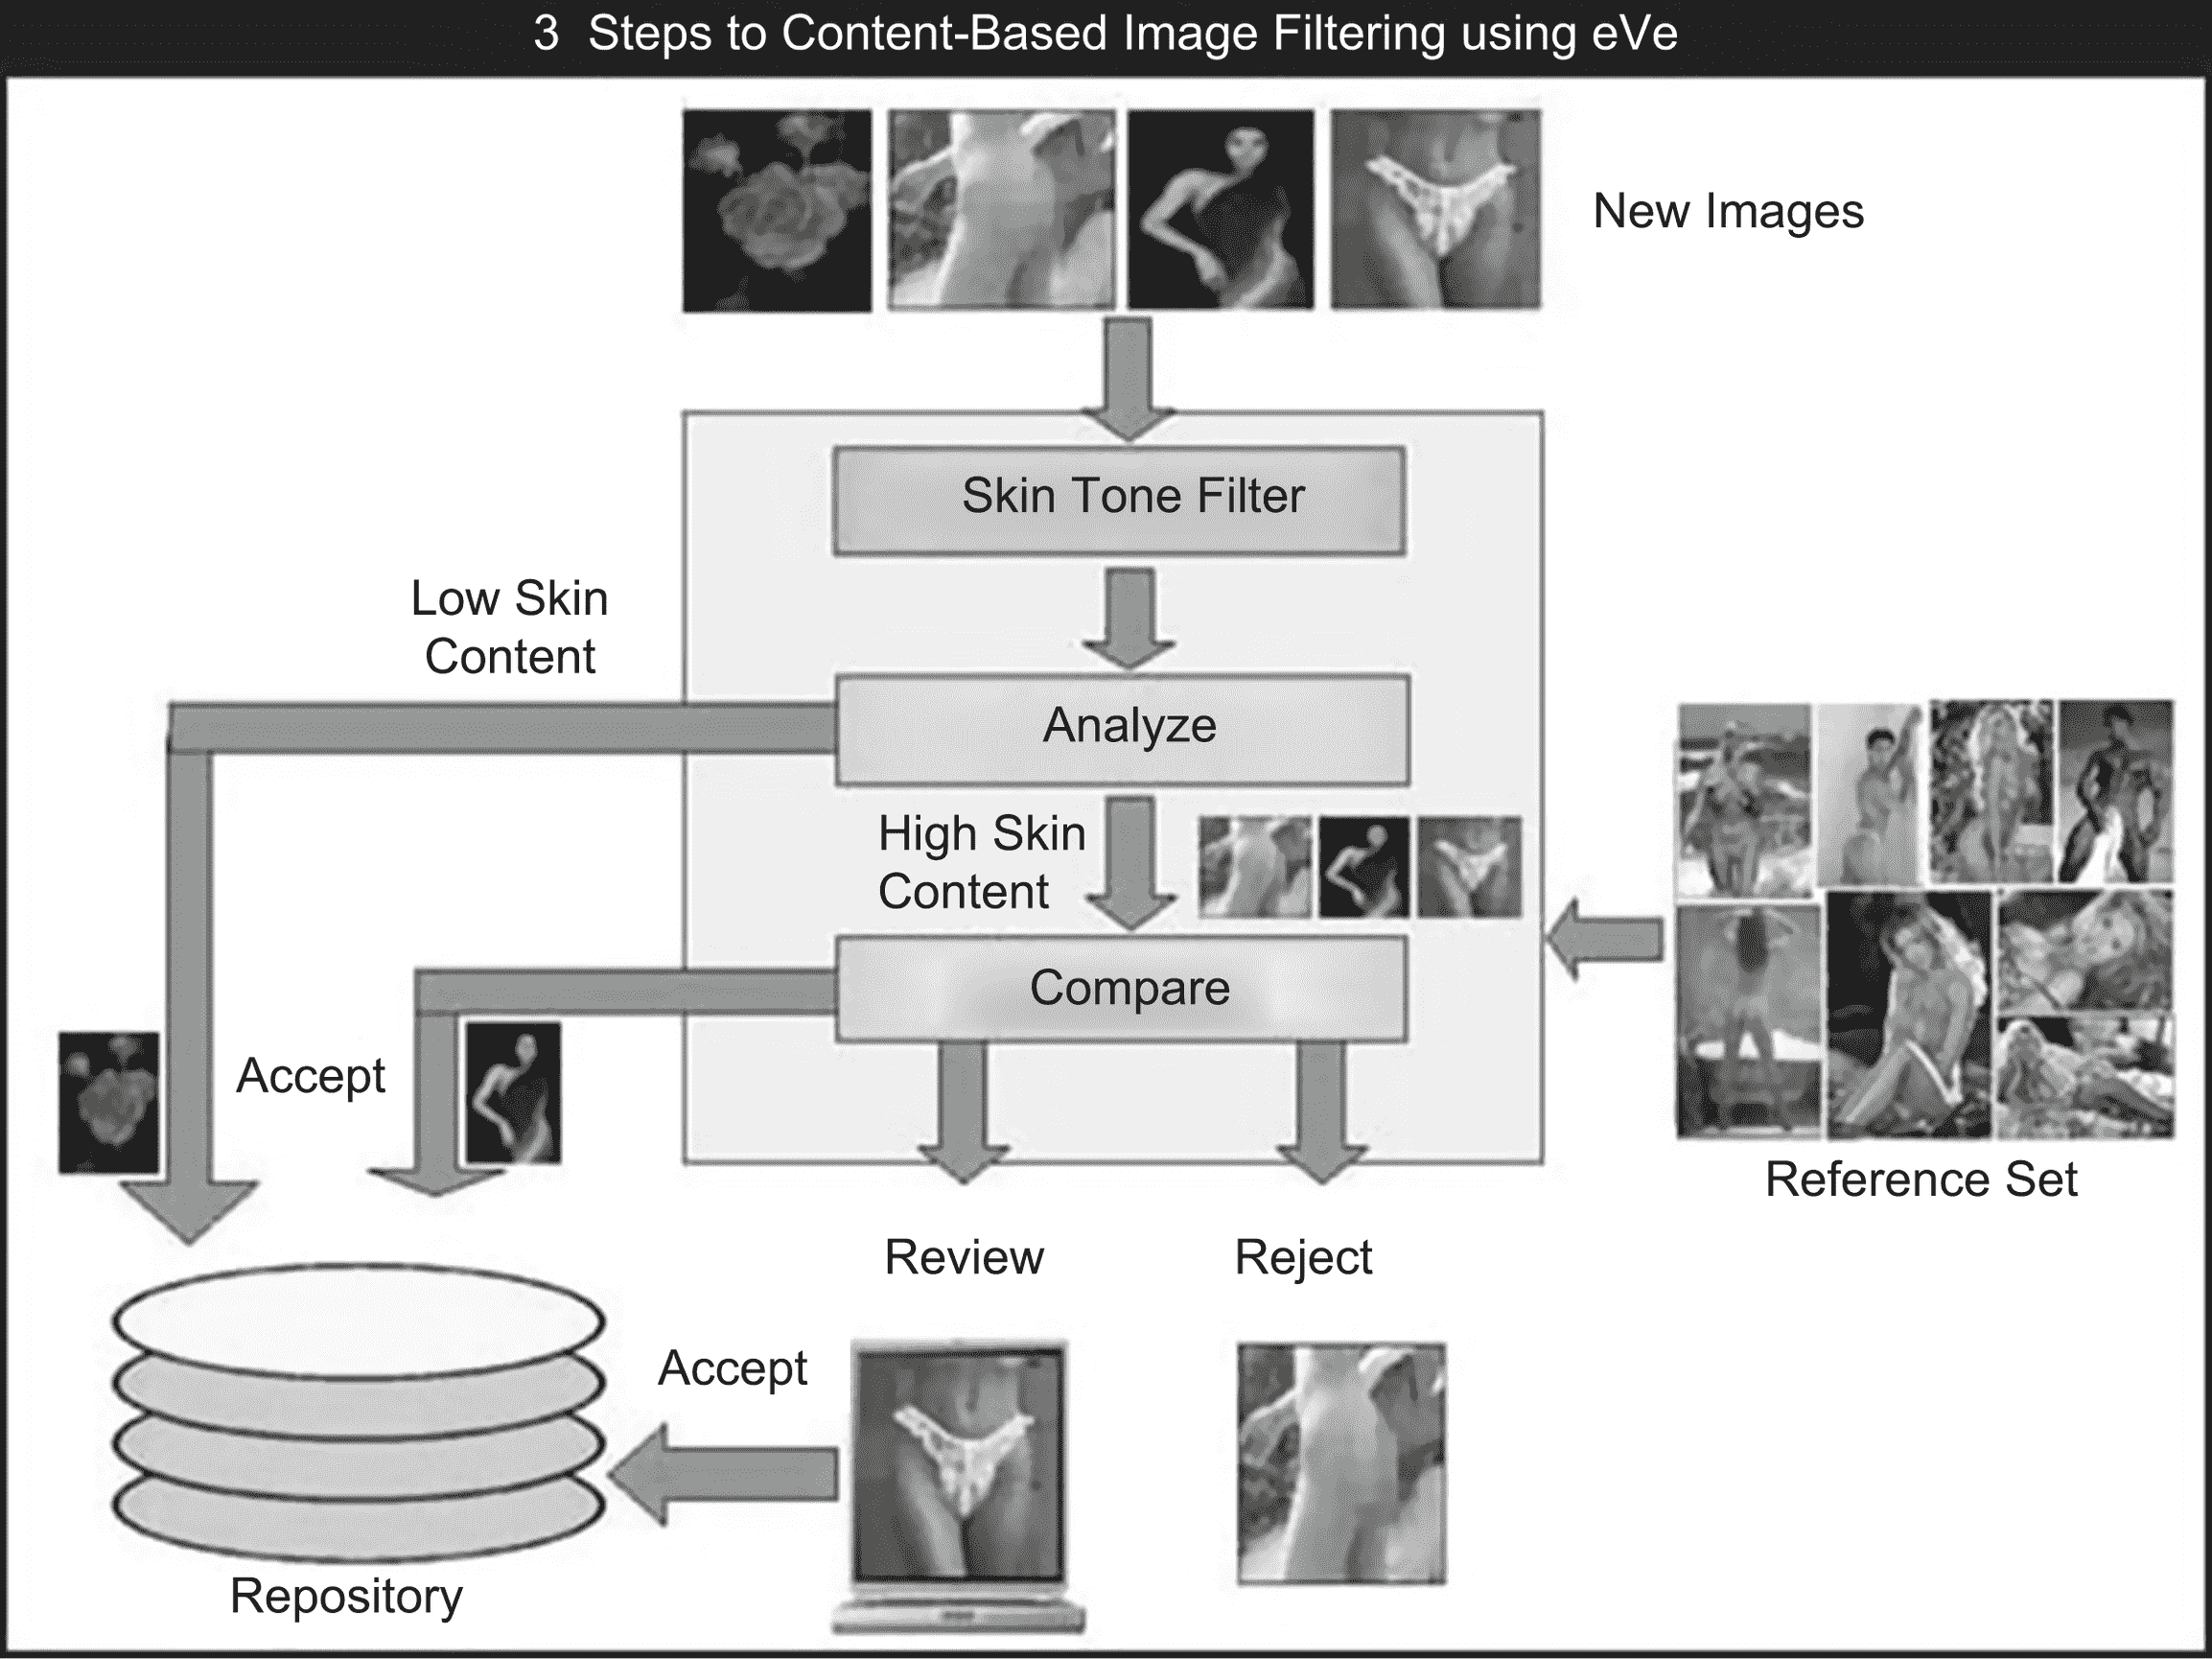 3 Steps to Content-Based Image Filtering using eVe
New Images
Skin Tone Filter
Low Skin
Content
Analyze
High Skin
Content
Compare
Accept
Reference Set
Review
Reject
Accept
Repository